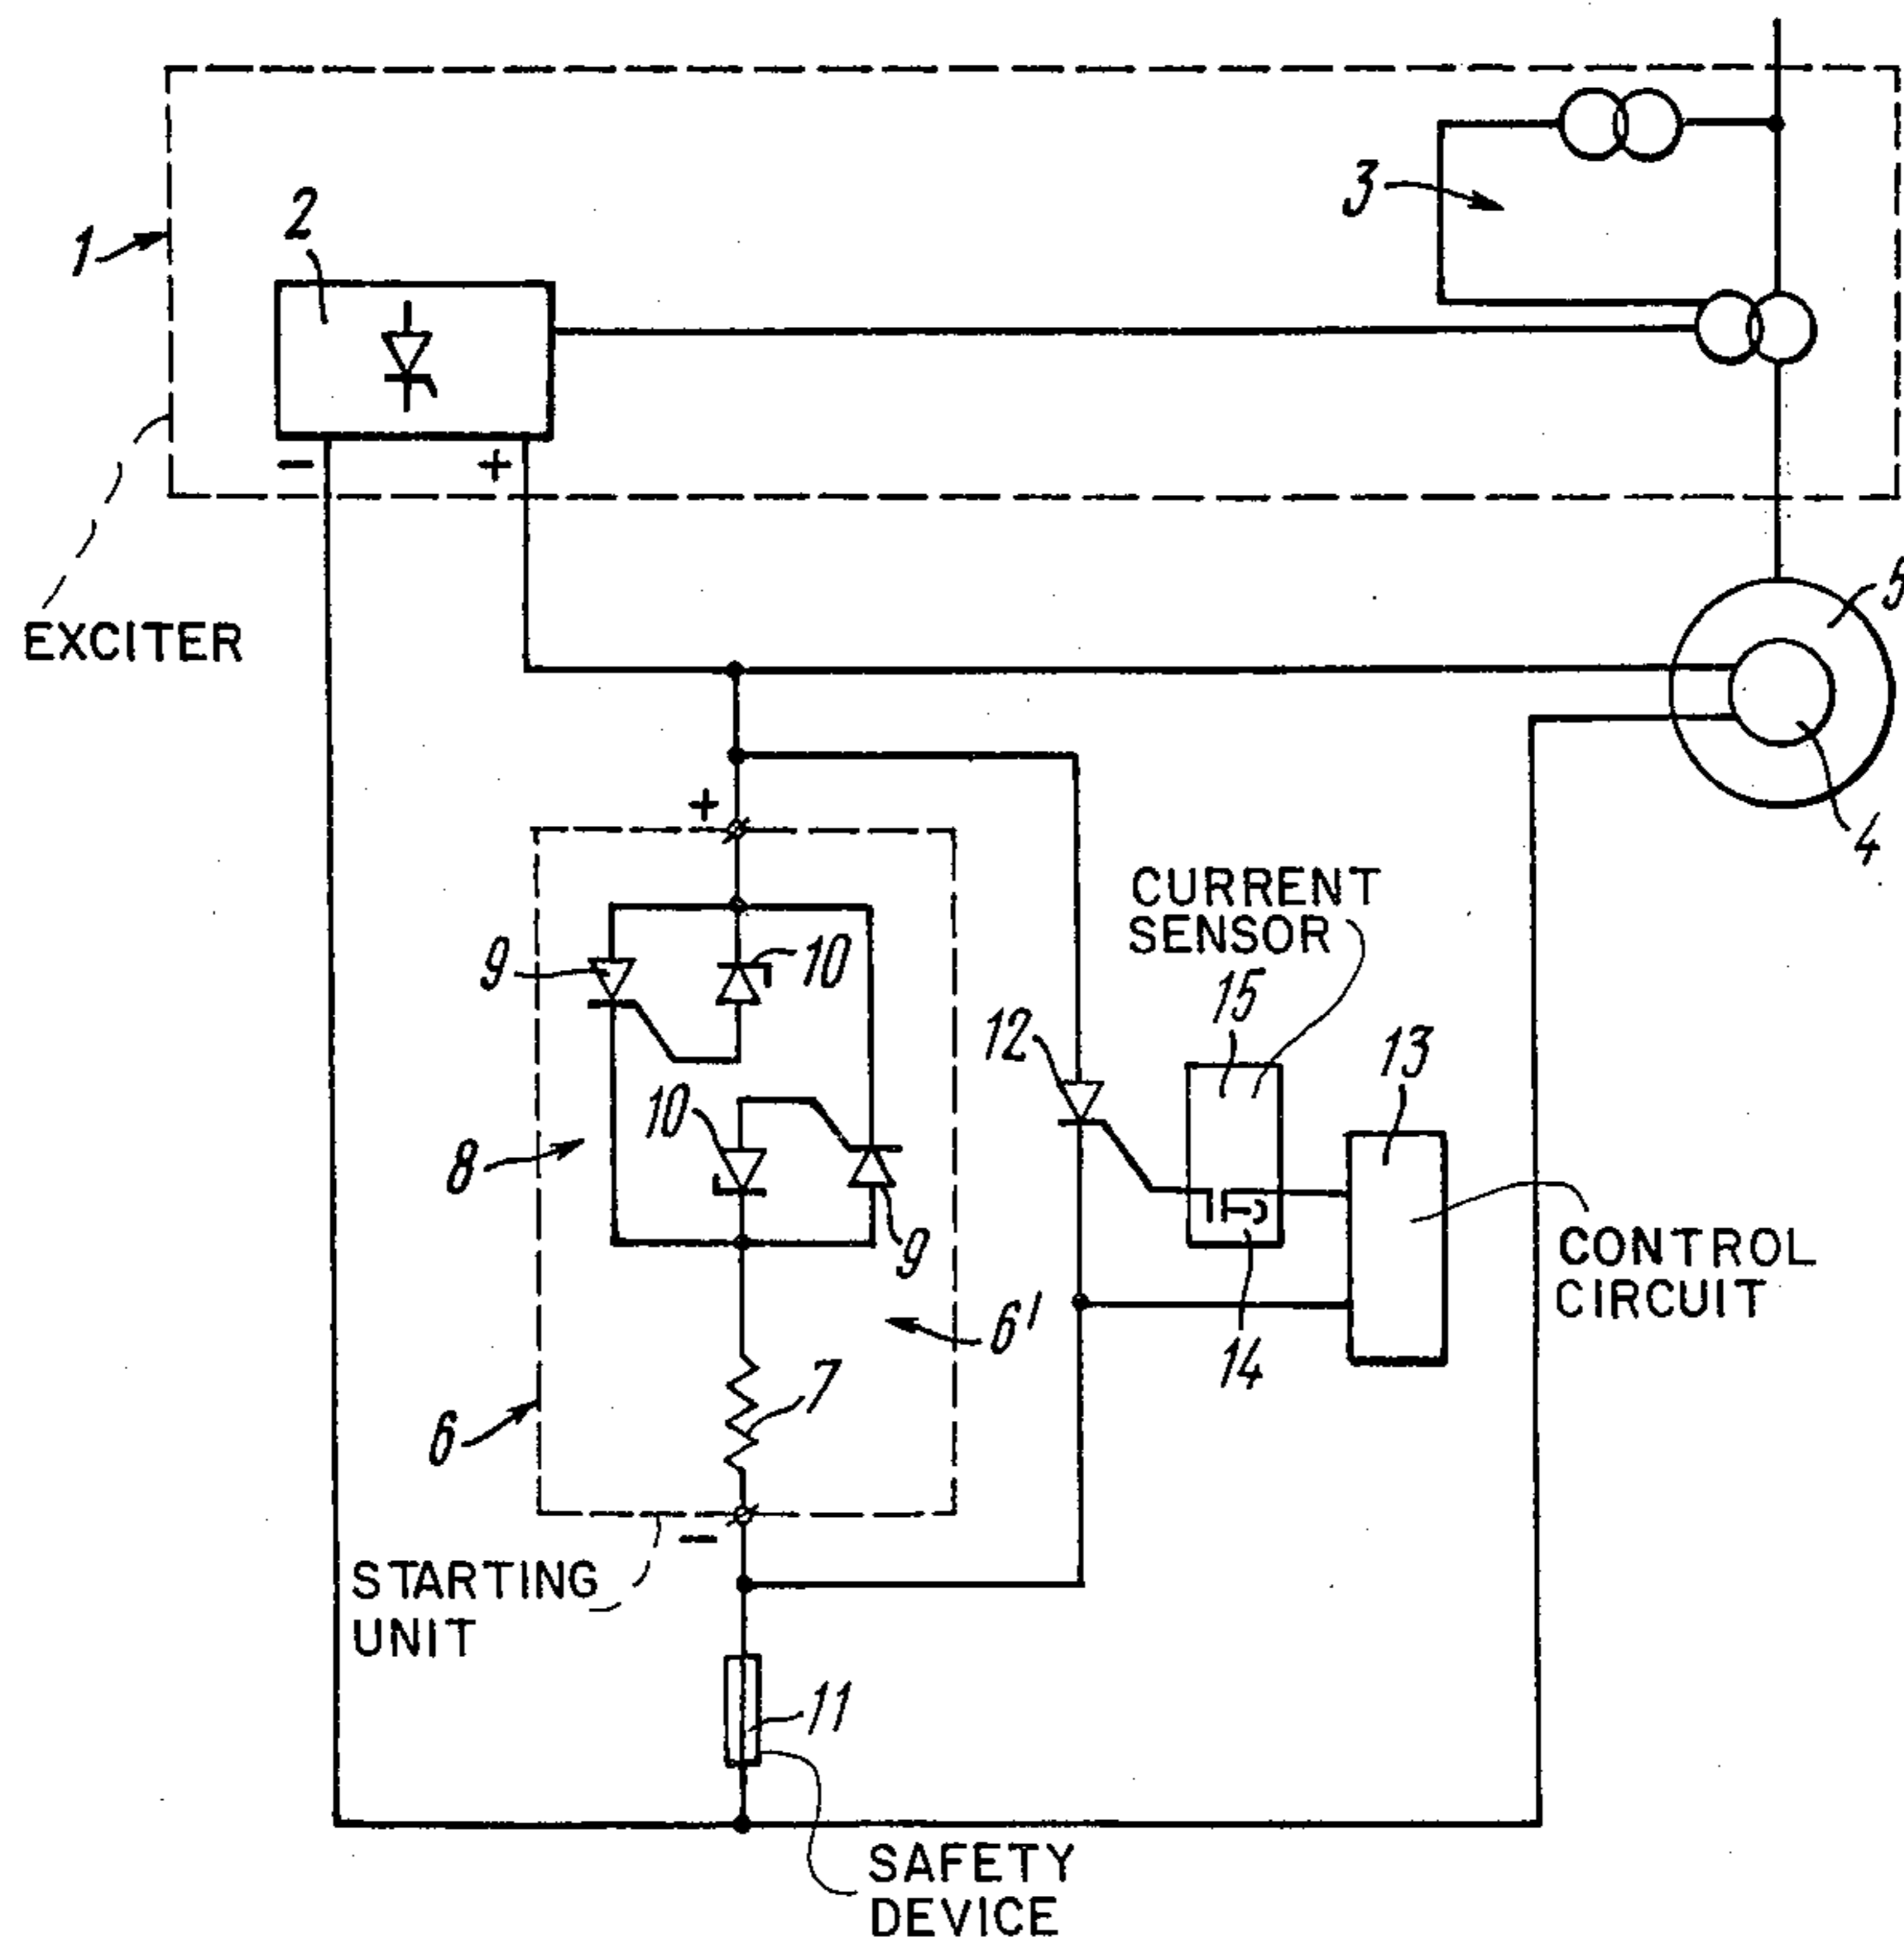 3
2
1
- +
EXCITER
5
4
+
CURRENT
SENSOR
9
10
15
12
13
10
8
9
CONTROL
CIRCUIT
6'
14
7
6
-
STARTING
UNIT
11
SAFETY
DEVICE